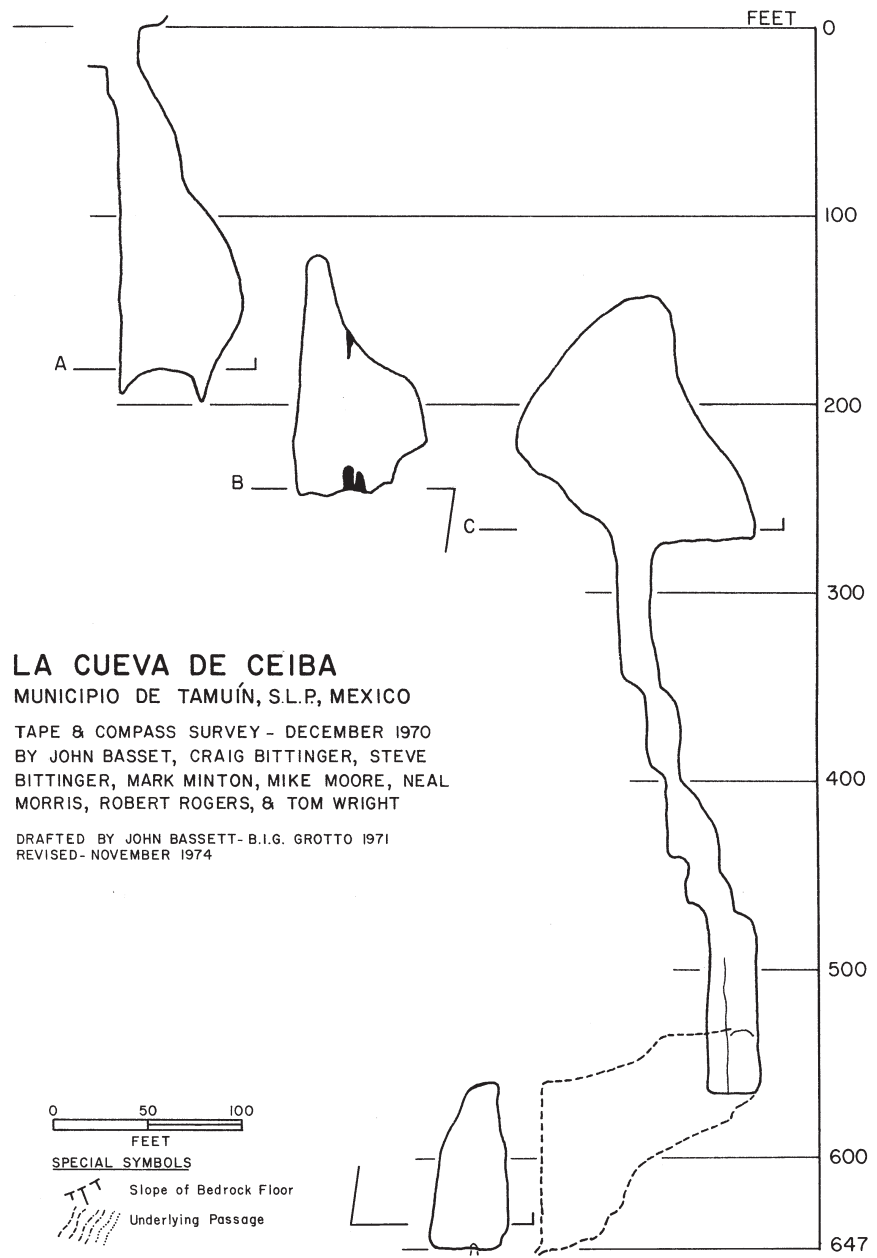 FEET
0
100
A
200
B
C
300
LA CUEVA DE CEIBA
MUNICIPIO DE TAMUÍN, S.L.P., MEXICO
TAPE & COMPASS SURVEY - DECEMBER 1970
BY JOHN BASSET, CRAIG BITTINGER, STEVE
BITTINGER, MARK MINTON, MIKE MOORE, NEAL
MORRIS, ROBERT ROGERS, & TOM WRIGHT
400
DRAFTED BY JOHN BASSETT - B.I.G. GROTTO 1971
REVISED - NOVEMBER 1974
500
0 50 100
FEET
SPECIAL SYMBOLS
600
Slope of Bedrock Floor
Underlying Passage
647